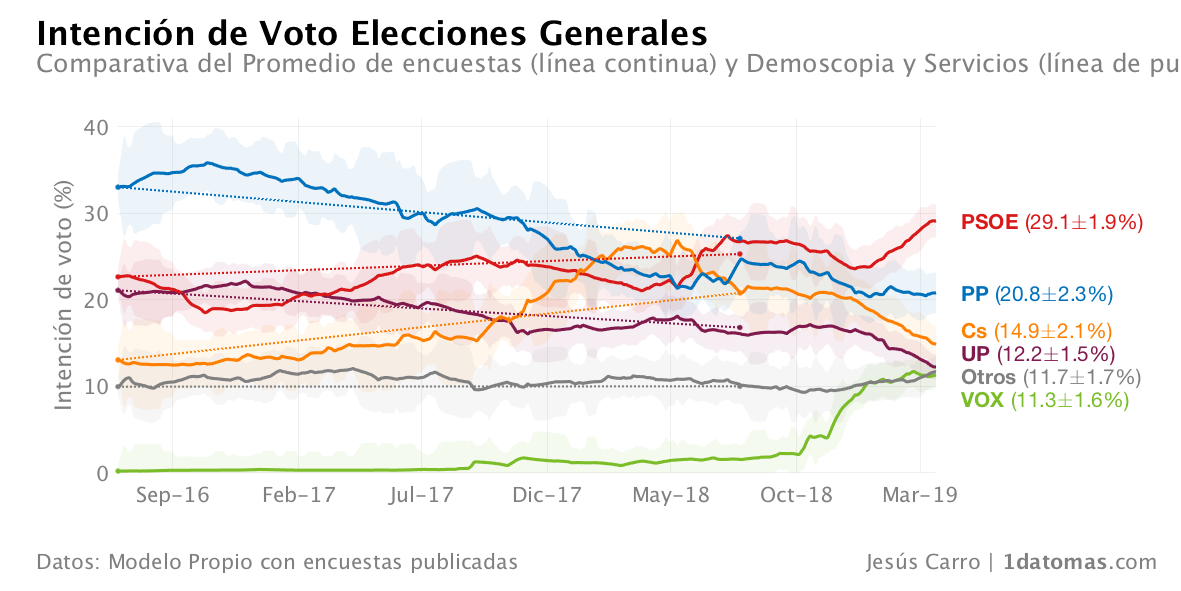 Intención de Voto Elecciones Generales
Comparativa del Promedio de encuestas (línea continua) y Demoscopia y Servicios (línea de pu
Intención de voto (%)
40
30
20
10
0
Sep-16 Feb-17 Jul-17 Dic-17 May-18 Oct-18 Mar-19
PSOE (29.1±1.9%)
PP (20.8±2.3%)
Cs (14.9±2.1%)
UP (12.2±1.5%)
Otros (11.7±1.7%)
VOX (11.3±1.6%)
Datos: Modelo Propio con encuestas publicadas
Jesús Carro | 1datomas.com